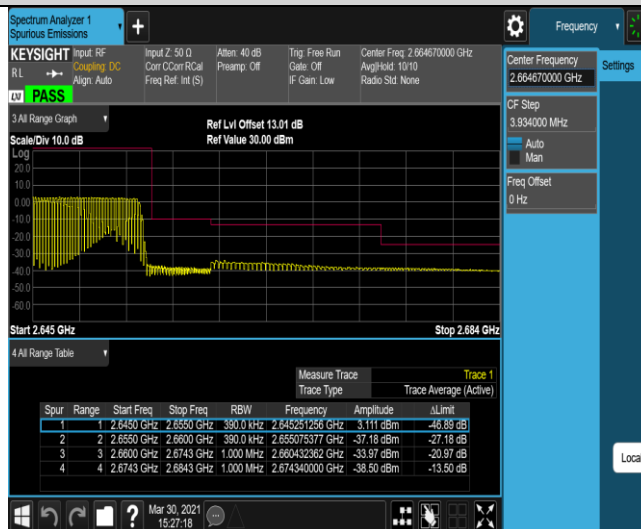 Spectrum Analyzer 1
Spurious Emissions
+
Frequency
KEYSIGHT Input: RF Input Z: 50 Ω Atten: 40 dB Trig: Free Run Center Freq: 2.664670000 GHz
RL Coupling: DC Corr CCorr RCal Preamp: Off Gate: Off Avg|Hold: 10/10
Align: Auto Freq Ref: Int (S) IF Gain: Low Radio Std: None
LXI PASS
Center Frequency
2.664670000 GHz
Settings
CF Step
3.934000 MHz
Auto
Man
Freq Offset
0 Hz
3 All Range Graph
Ref Lvl Offset 13.01 dB
Scale/Div 10.0 dB Ref Value 30.00 dBm
Log
20.0
10.0
0.00
-10.0
-20.0
-30.0
-40.0
-50.0
-60.0
Start 2.645 GHz Stop 2.684 GHz
4 All Range Table
Measure Trace Trace 1
Trace Type Trace Average (Active)
Spur Range Start Freq Stop Freq RBW Frequency Amplitude ΔLimit
1 1 2.6450 GHz 2.6550 GHz 390.0 kHz 2.645251256 GHz 3.111 dBm -46.89 dB
2 2 2.6550 GHz 2.6600 GHz 390.0 kHz 2.655075377 GHz -37.18 dBm -27.18 dB
3 3 2.6600 GHz 2.6743 GHz 1.000 MHz 2.660432362 GHz -33.97 dBm -20.97 dB
4 4 2.6743 GHz 2.6843 GHz 1.000 MHz 2.674340000 GHz -38.50 dBm -13.50 dB
Local
?
Mar 30, 2021
15:27:18